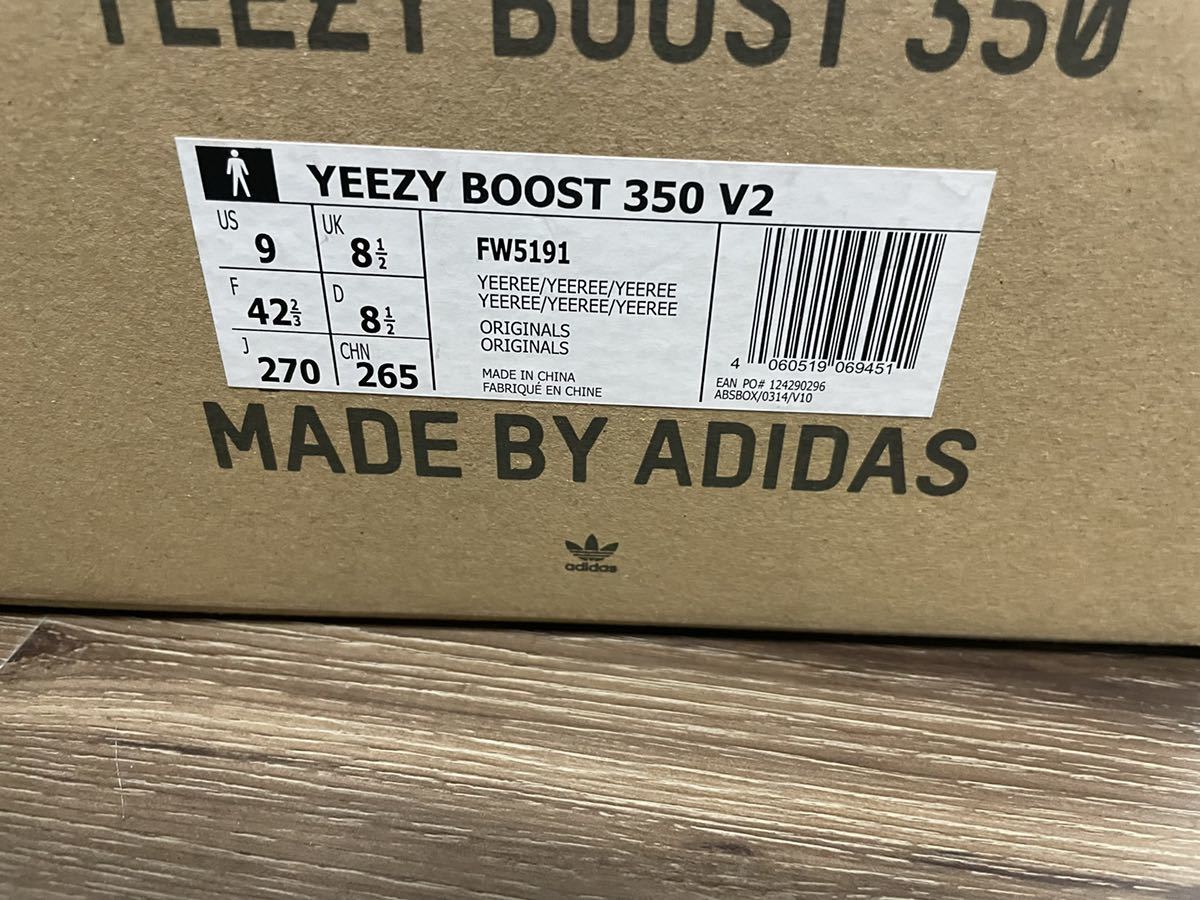 YEEZY BOOST 350
YEEZY BOOST 350 V2
US 9 UK 8½
F 42⅔ D 8½
J 270 CHN 265
FW5191
YEEREE/YEEREE/YEEREE
YEEREE/YEEREE/YEEREE
ORIGINALS
ORIGINALS
MADE IN CHINA
FABRIQUÉ EN CHINE
4 060519 069451
EAN PO# 124290296
ABSBOX/0314/V10
MADE BY ADIDAS
adidas